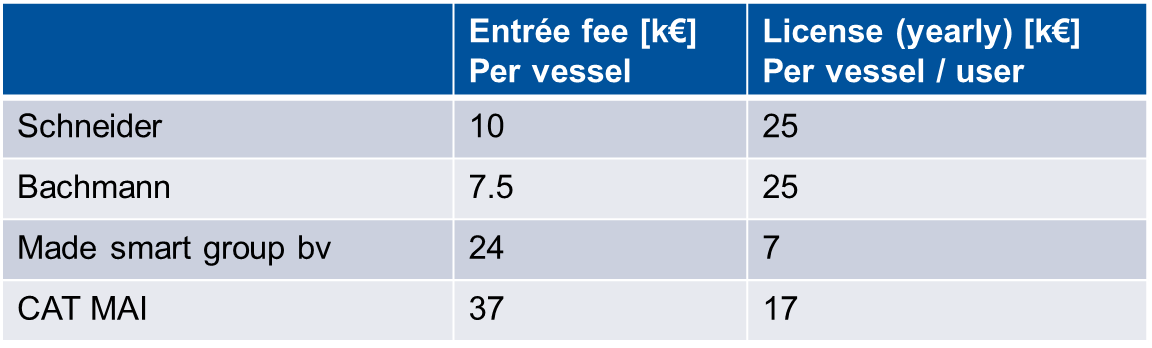 Entrée fee [k€]
Per vessel
License (yearly) [k€]
Per vessel / user
Schneider
10
25
Bachmann
7.5
25
Made smart group bv
24
7
CAT MAI
37
17